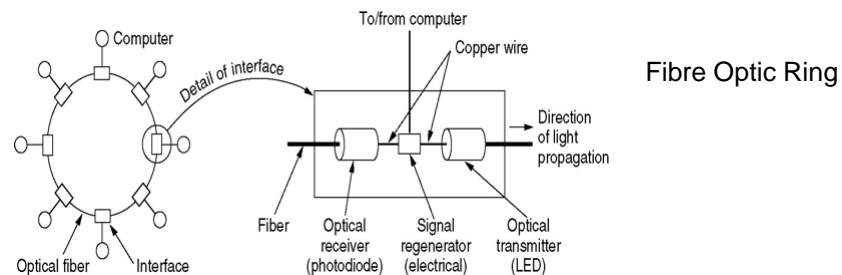 To/from computer
Computer
Copper wire
Fibre Optic Ring
Detail of interface
Direction
of light
propagation
Fiber
Optical
receiver
(photodiode)
Signal
regenerator
(electrical)
Optical
transmitter
(LED)
Optical fiber
Interface